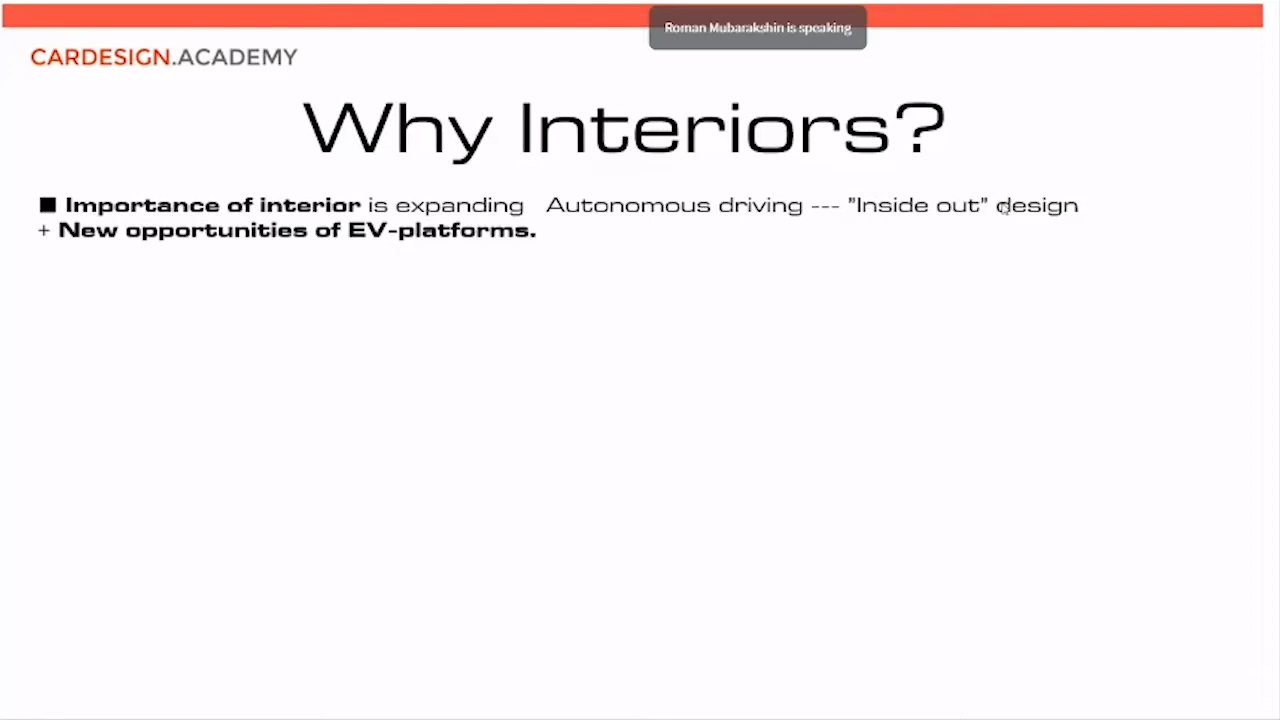 Roman Mubarakshin is speaking
CARDESIGN.ACADEMY
Why Interiors?
■ Importance of interior is expanding Autonomous driving --- "Inside out" design
+ New opportunities of EV-platforms.